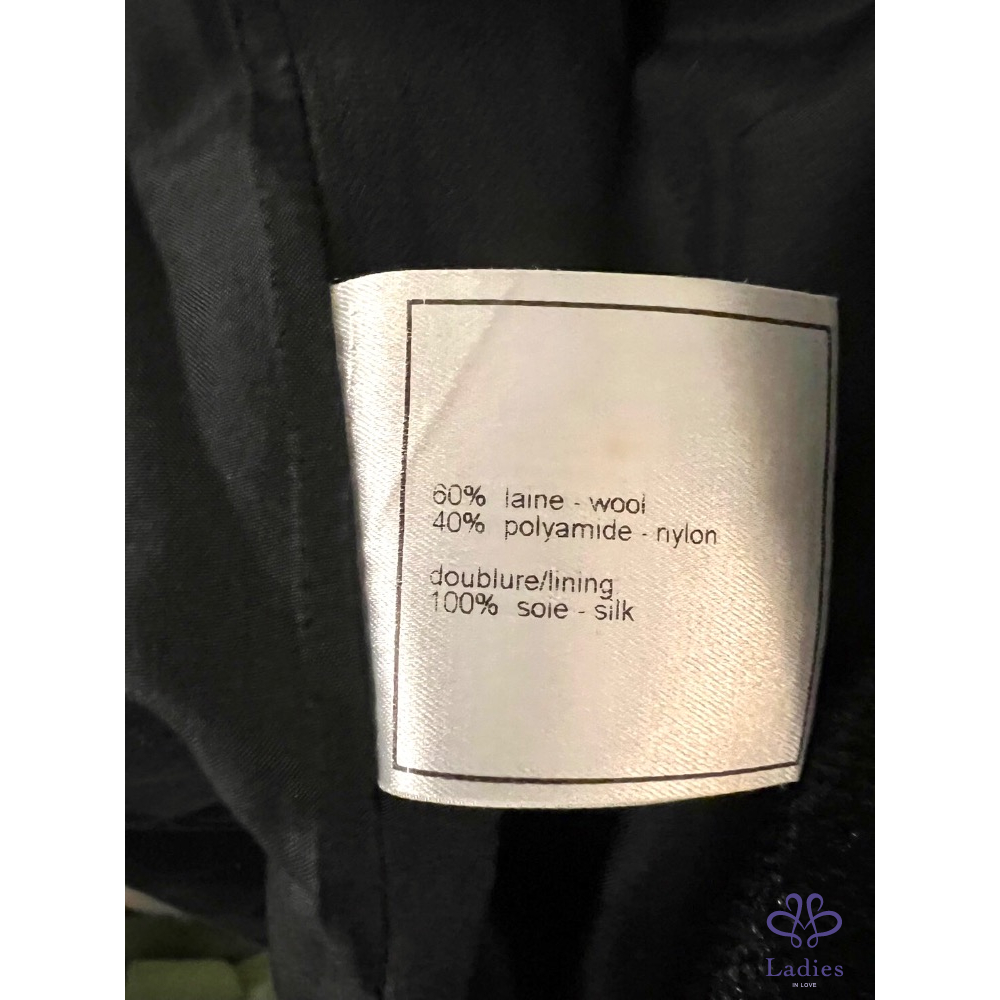 60% laine - wool
40% polyamide - nylon
doublure/lining
100% soie - silk
Ladies
IN LOVE